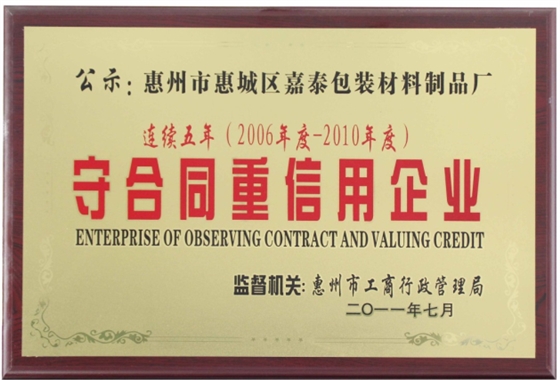 公示：惠州市惠城区嘉泰包装材料制品厂
连续五年（2006年度-2010年度）
守合同重信用企业
ENTERPRISE OF OBSERVING CONTRACT AND VALUING CREDIT
监督机关：惠州市工商行政管理局
二〇一一年七月